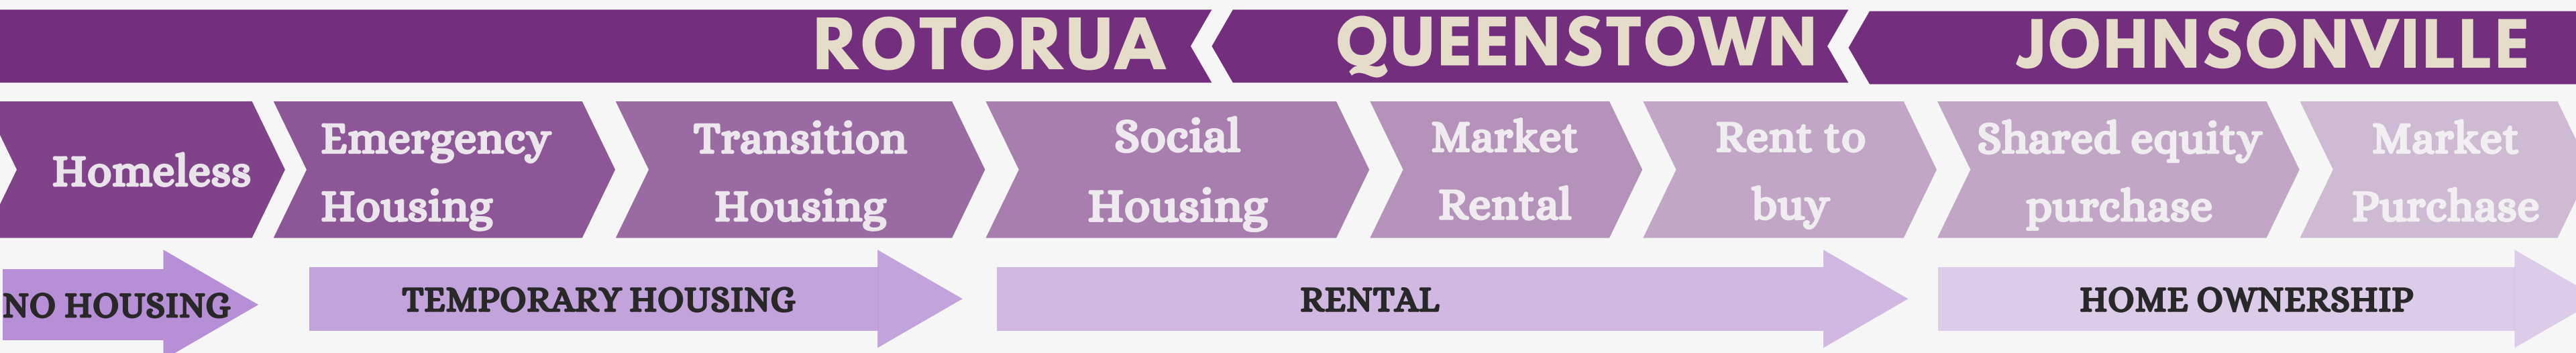 ROTORUA
QUEENSTOWN
JOHNSONVILLE
Homeless
Emergency
Housing
Transition
Housing
Social
Housing
Market
Rental
Rent to
buy
Shared equity
purchase
Market
Purchase
NO HOUSING
TEMPORARY HOUSING
RENTAL
HOME OWNERSHIP